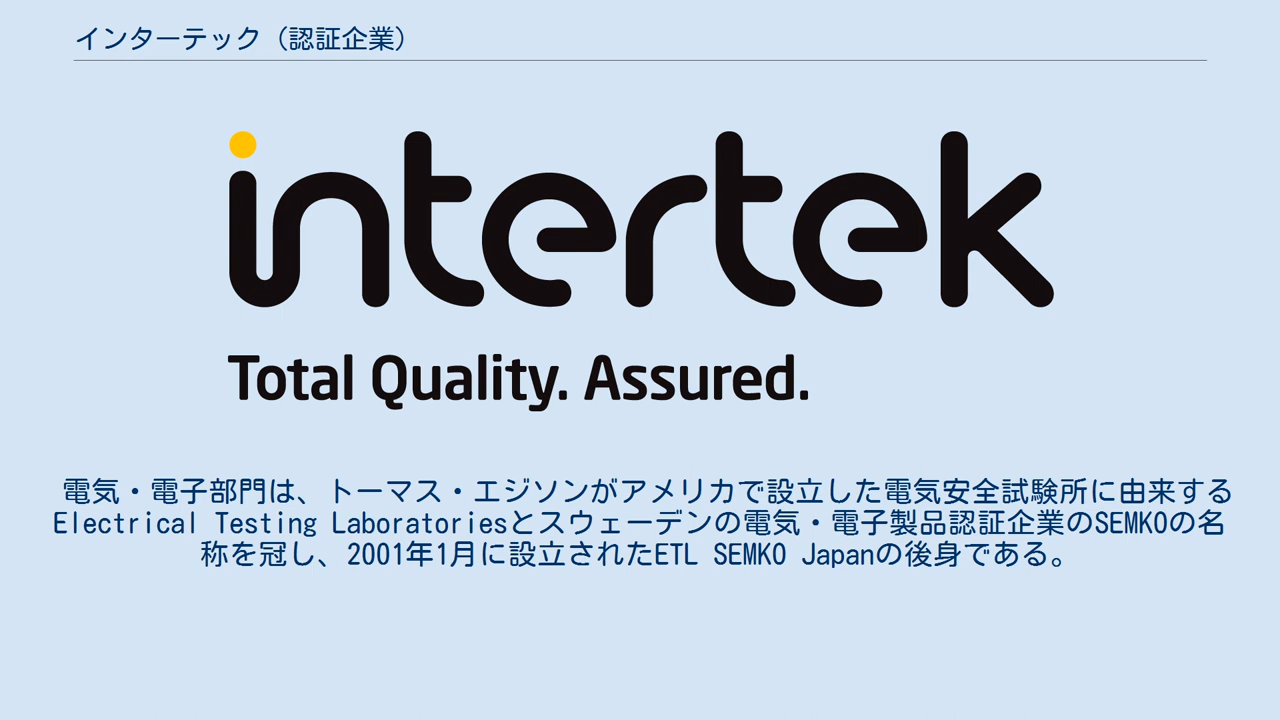 インターテック（認証企業）
intertek
Total Quality. Assured.
電気・電子部門は、トーマス・エジソンがアメリカで設立した電気安全試験所に由来する
Electrical Testing Laboratoriesとスウェーデンの電気・電子製品認証企業のSEMKOの名
称を冠し、2001年1月に設立されたETL SEMKO Japanの後身である。